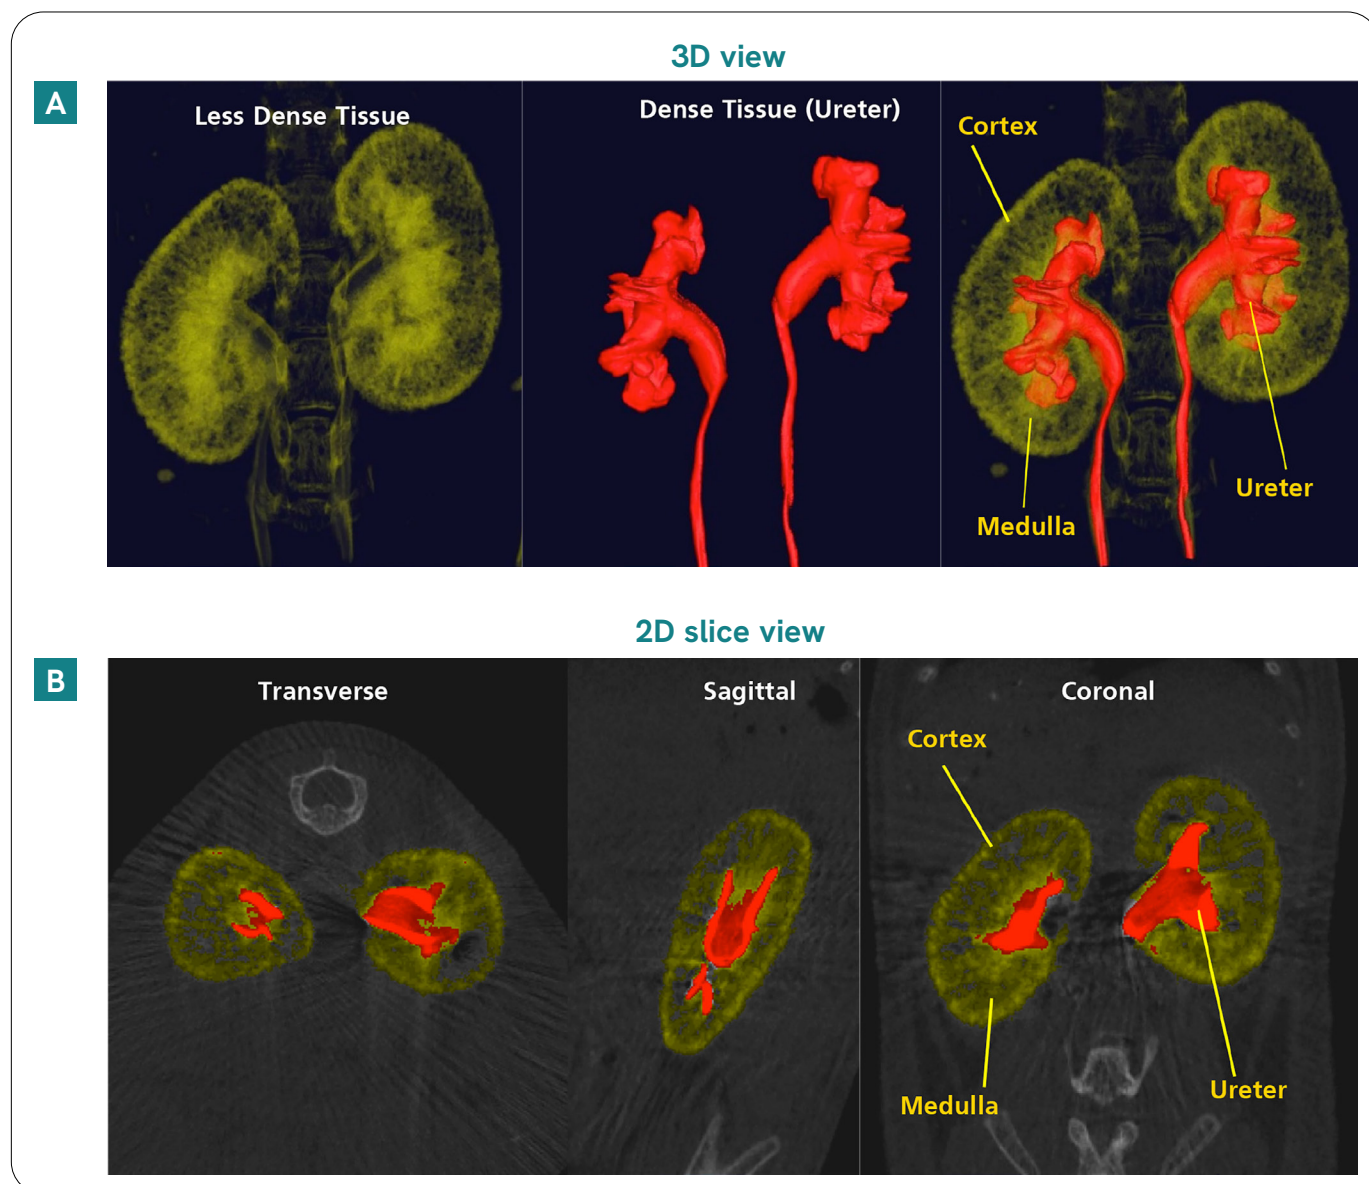 3D view
A
Less Dense Tissue
Dense Tissue (Ureter)
Cortex
Ureter
Medulla
2D slice view
B
Transverse
Sagittal
Coronal
Cortex
Ureter
Medulla